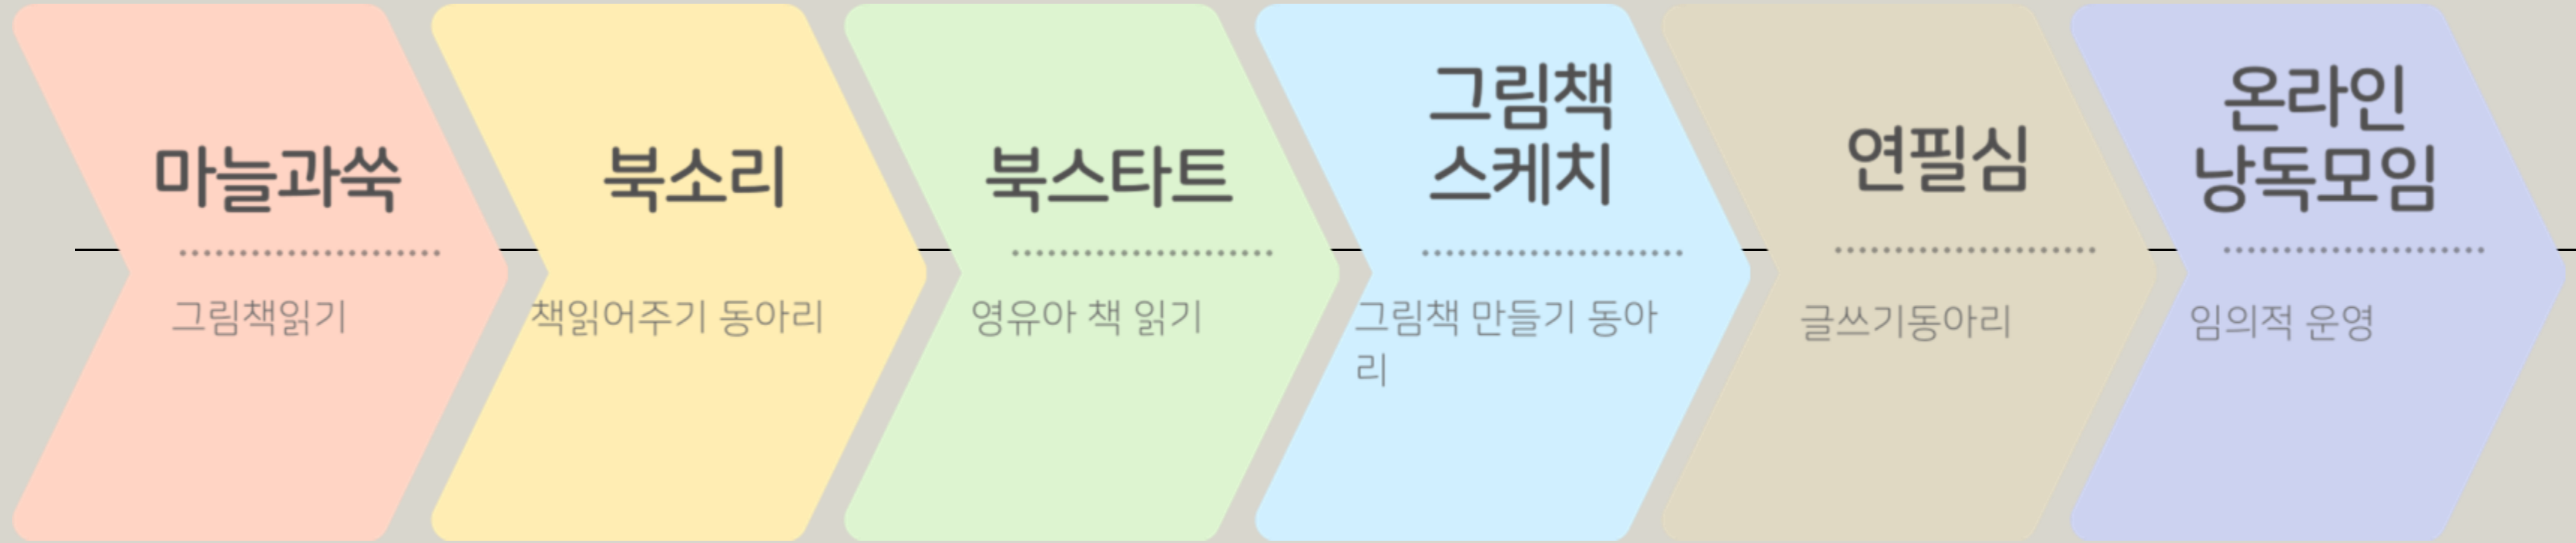 마늘과쑥
그림책읽기
북소리
책읽어주기 동아리
북스타트
영유아 책 읽기
그림책
스케치
그림책 만들기 동아
리
연필심
글쓰기동아리
온라인
낭독모임
임의적 운영